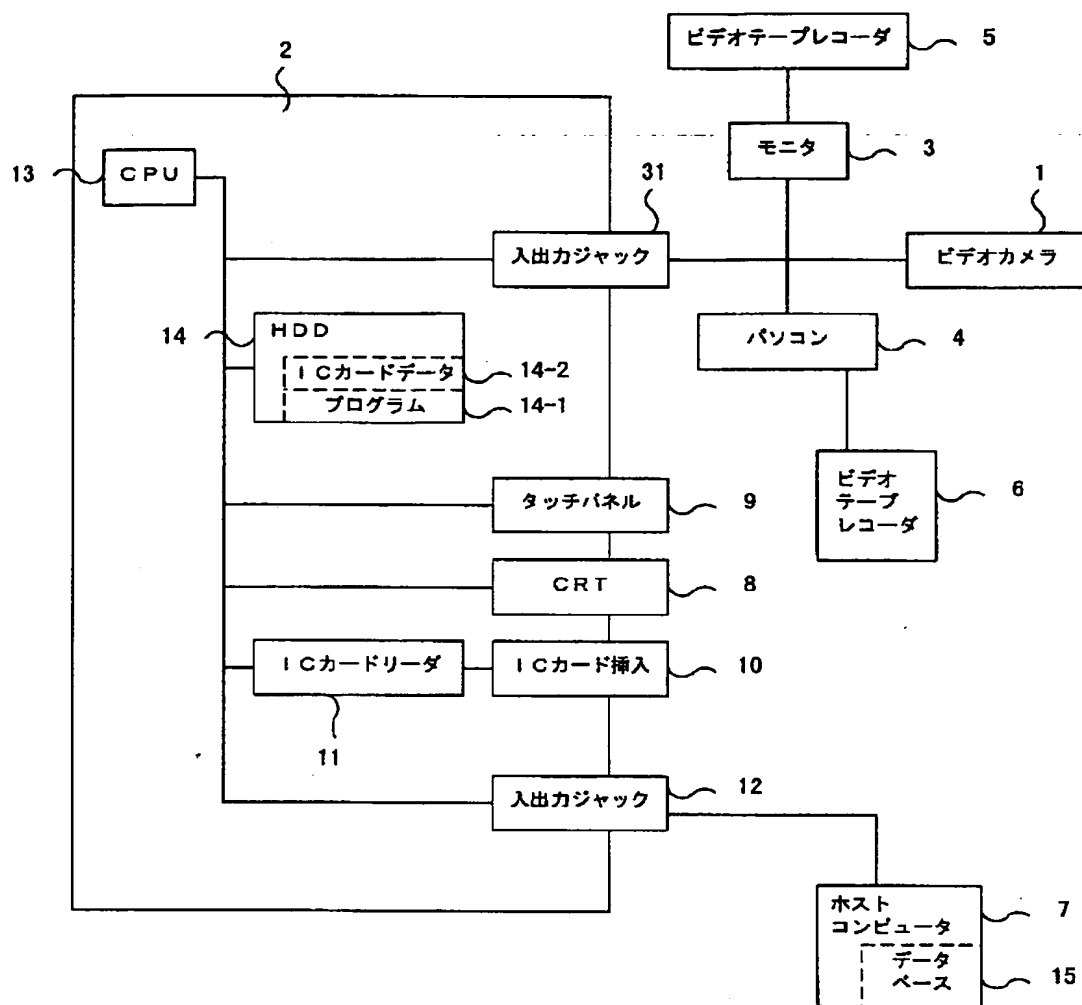 ビデオテープレコーダ
5
2
モニタ
3
13
CPU
31
1
入出力ジャック
ビデオカメラ
14
HDD
パソコン
4
ICカードデータ
14-2
プログラム
14-1
ビデオ
テープ
レコーダ
6
タッチパネル
9
CRT
8
ICカードリーダ
ICカード挿入
10
11
入出力ジャック
12
ホスト
コンピュータ
7
データ
ベース
15